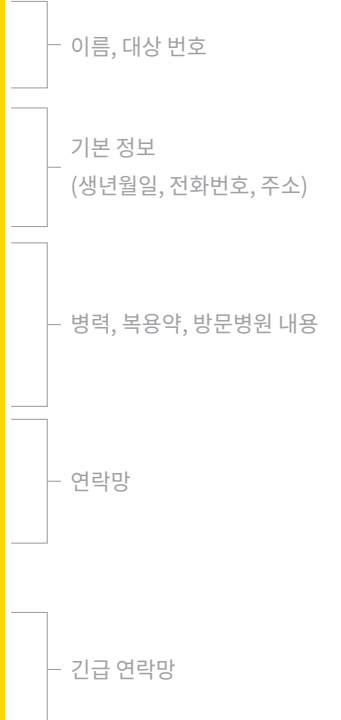 이름, 대상 번호
기본 정보
(생년월일, 전화번호, 주소)
병력, 복용약, 방문병원 내용
연락망
긴급 연락망